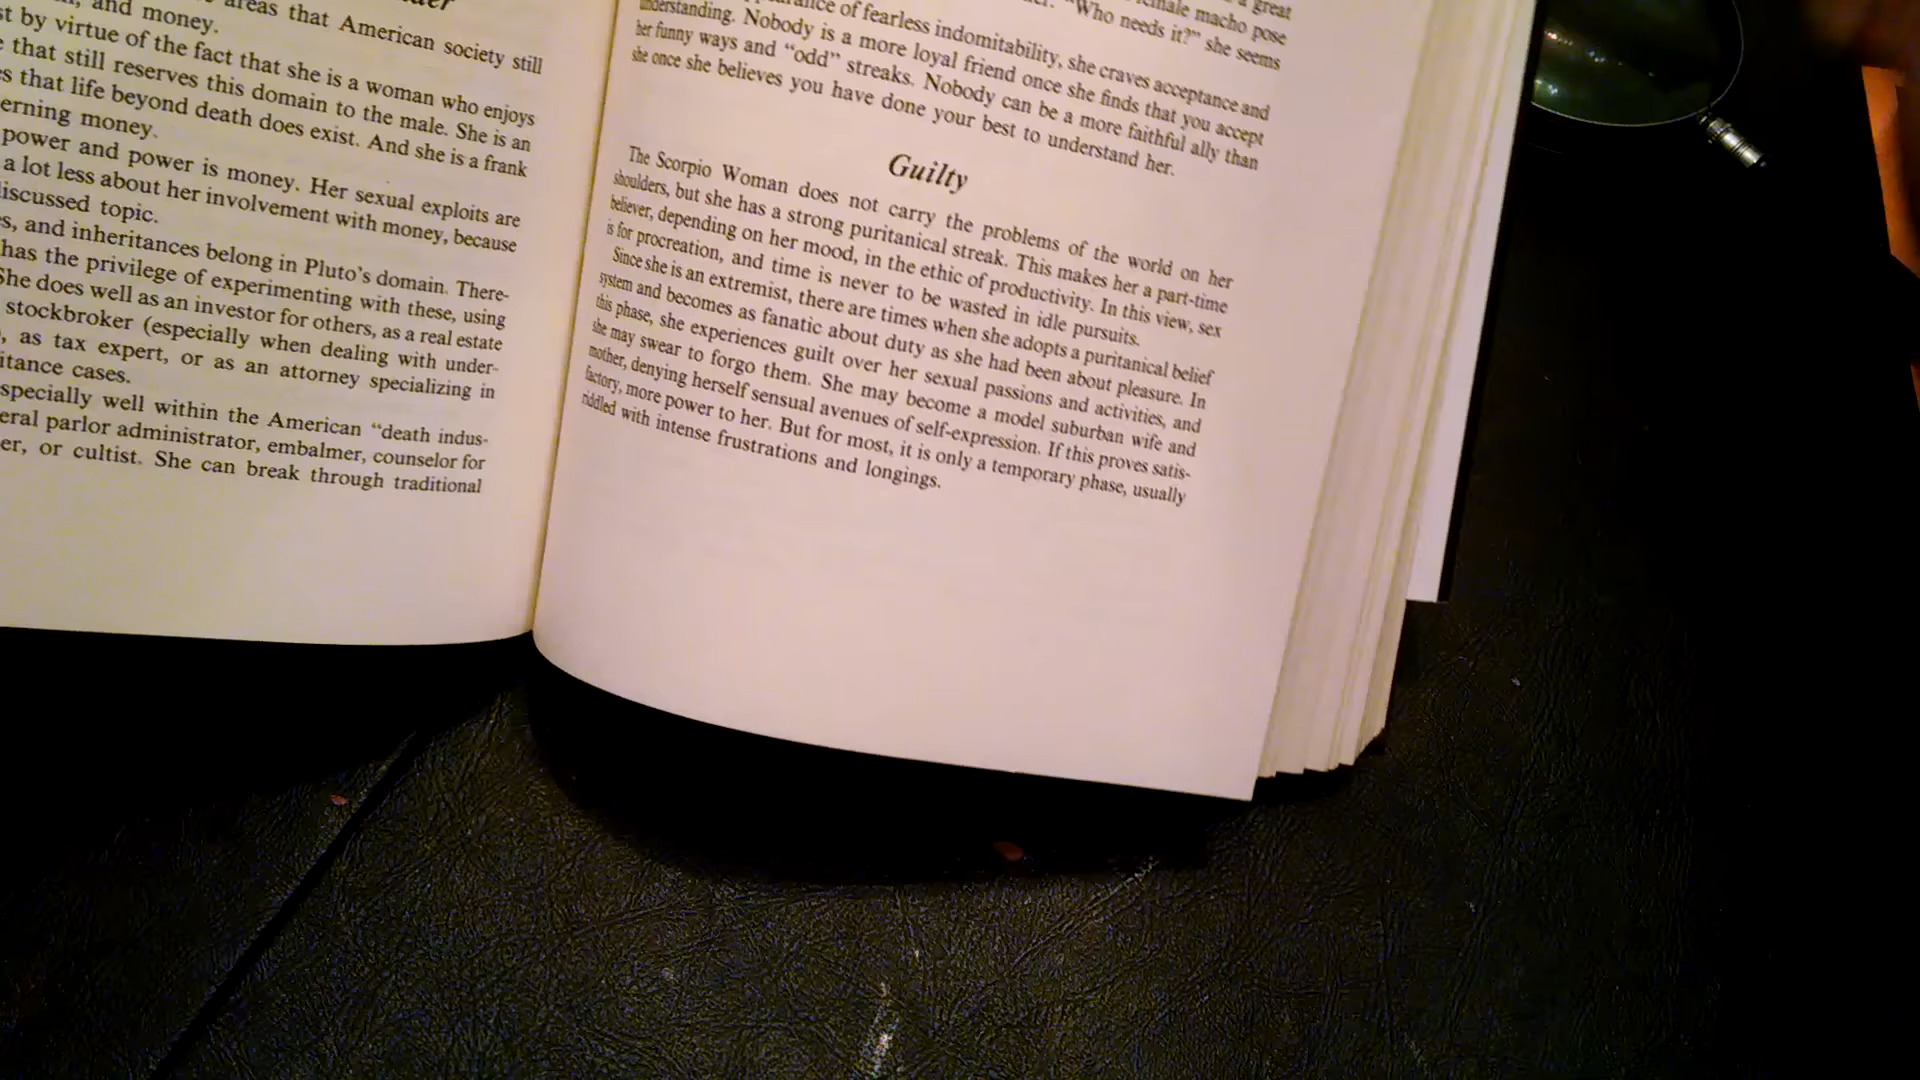 areas that American society still
and money.
by virtue of the fact that she is a woman who enjoys
that still reserves this domain to the male. She is an
that life beyond death does exist. And she is a frank
erning money.
power and power is money. Her sexual exploits are
a lot less about her involvement with money, because
iscussed topic.
s, and inheritances belong in Pluto's domain. There-
has the privilege of experimenting with these, using
She does well as an investor for others, as a real estate
stockbroker (especially when dealing with under-
, as tax expert, or as an attorney specializing in
itance cases.
specially well within the American "death indus-
eral parlor administrator, embalmer, counselor for
er, or cultist. She can break through traditional
a great
male macho pose
"Who needs it?" she seems
of fearless indomitability, she craves acceptance and
understanding. Nobody is a more loyal friend once she finds that you accept
her funny ways and "odd" streaks. Nobody can be a more faithful ally than
she once she believes you have done your best to understand her.
Guilty
The Scorpio Woman does not carry the problems of the world on her
shoulders, but she has a strong puritanical streak. This makes her a part-time
believer, depending on her mood, in the ethic of productivity. In this view, sex
is for procreation, and time is never to be wasted in idle pursuits.
Since she is an extremist, there are times when she adopts a puritanical belief
system and becomes as fanatic about duty as she had been about pleasure. In
this phase, she experiences guilt over her sexual passions and activities, and
she may swear to forgo them. She may become a model suburban wife and
mother, denying herself sensual avenues of self-expression. If this proves satis-
factory, more power to her. But for most, it is only a temporary phase, usually
riddled with intense frustrations and longings.